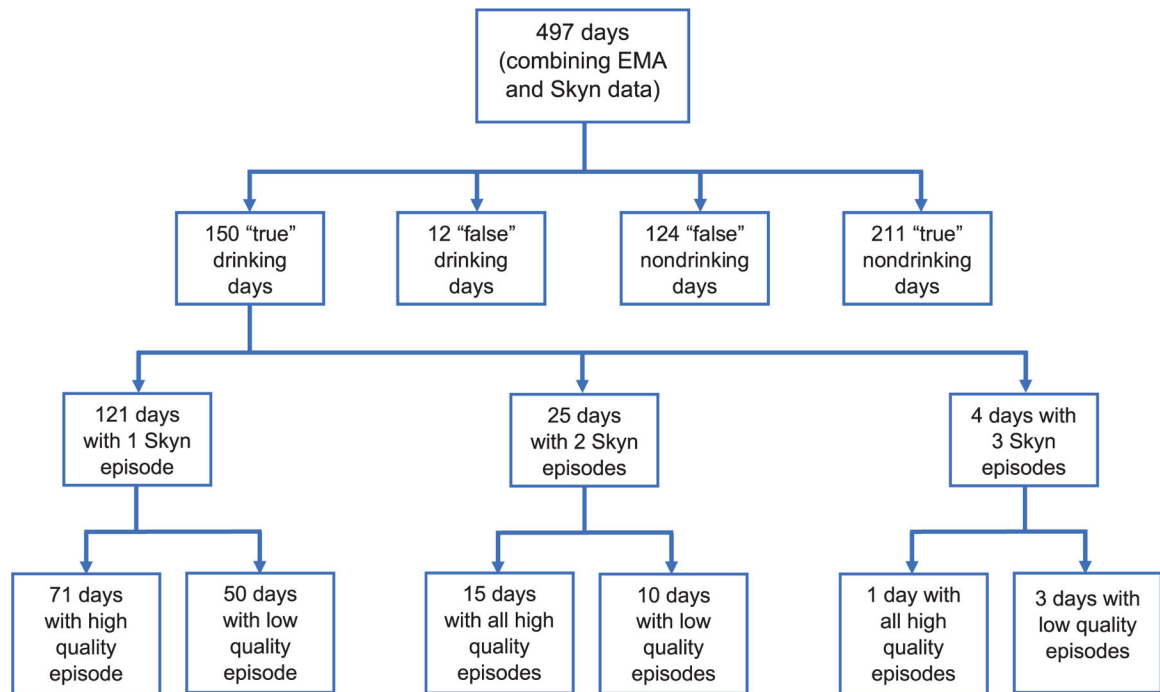 497 days
(combining EMA
and Skyn data)
150 “true”
drinking
days
12 “false”
drinking
days
124 “false”
nondrinking
days
211 “true”
nondrinking
days
121 days
with 1 Skyn
episode
25 days
with 2 Skyn
episodes
4 days with
3 Skyn
episodes
71 days
with high
quality
episode
50 days
with low
quality
episode
15 days
with all high
quality
episodes
10 days
with low
quality
episodes
1 day with
all high
quality
episodes
3 days with
low quality
episodes